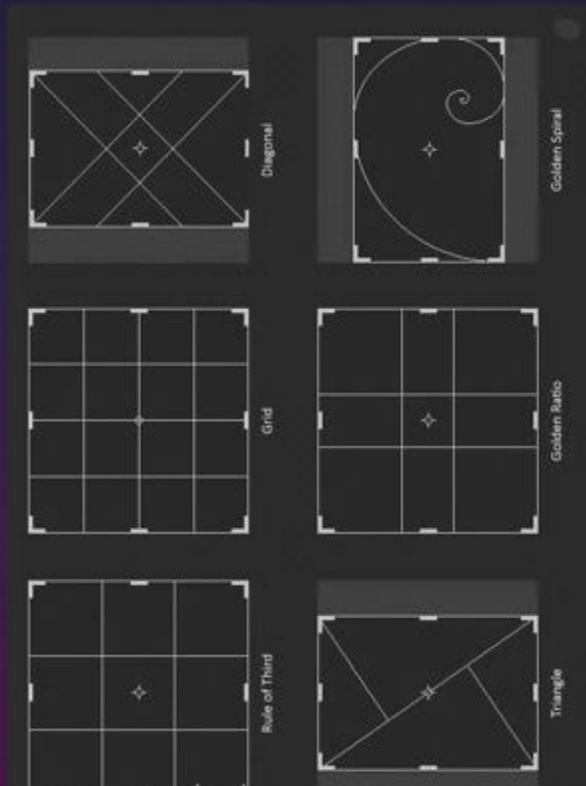 Rule of Third
Grid
Diagonal
Triangle
Golden Ratio
Golden Spiral